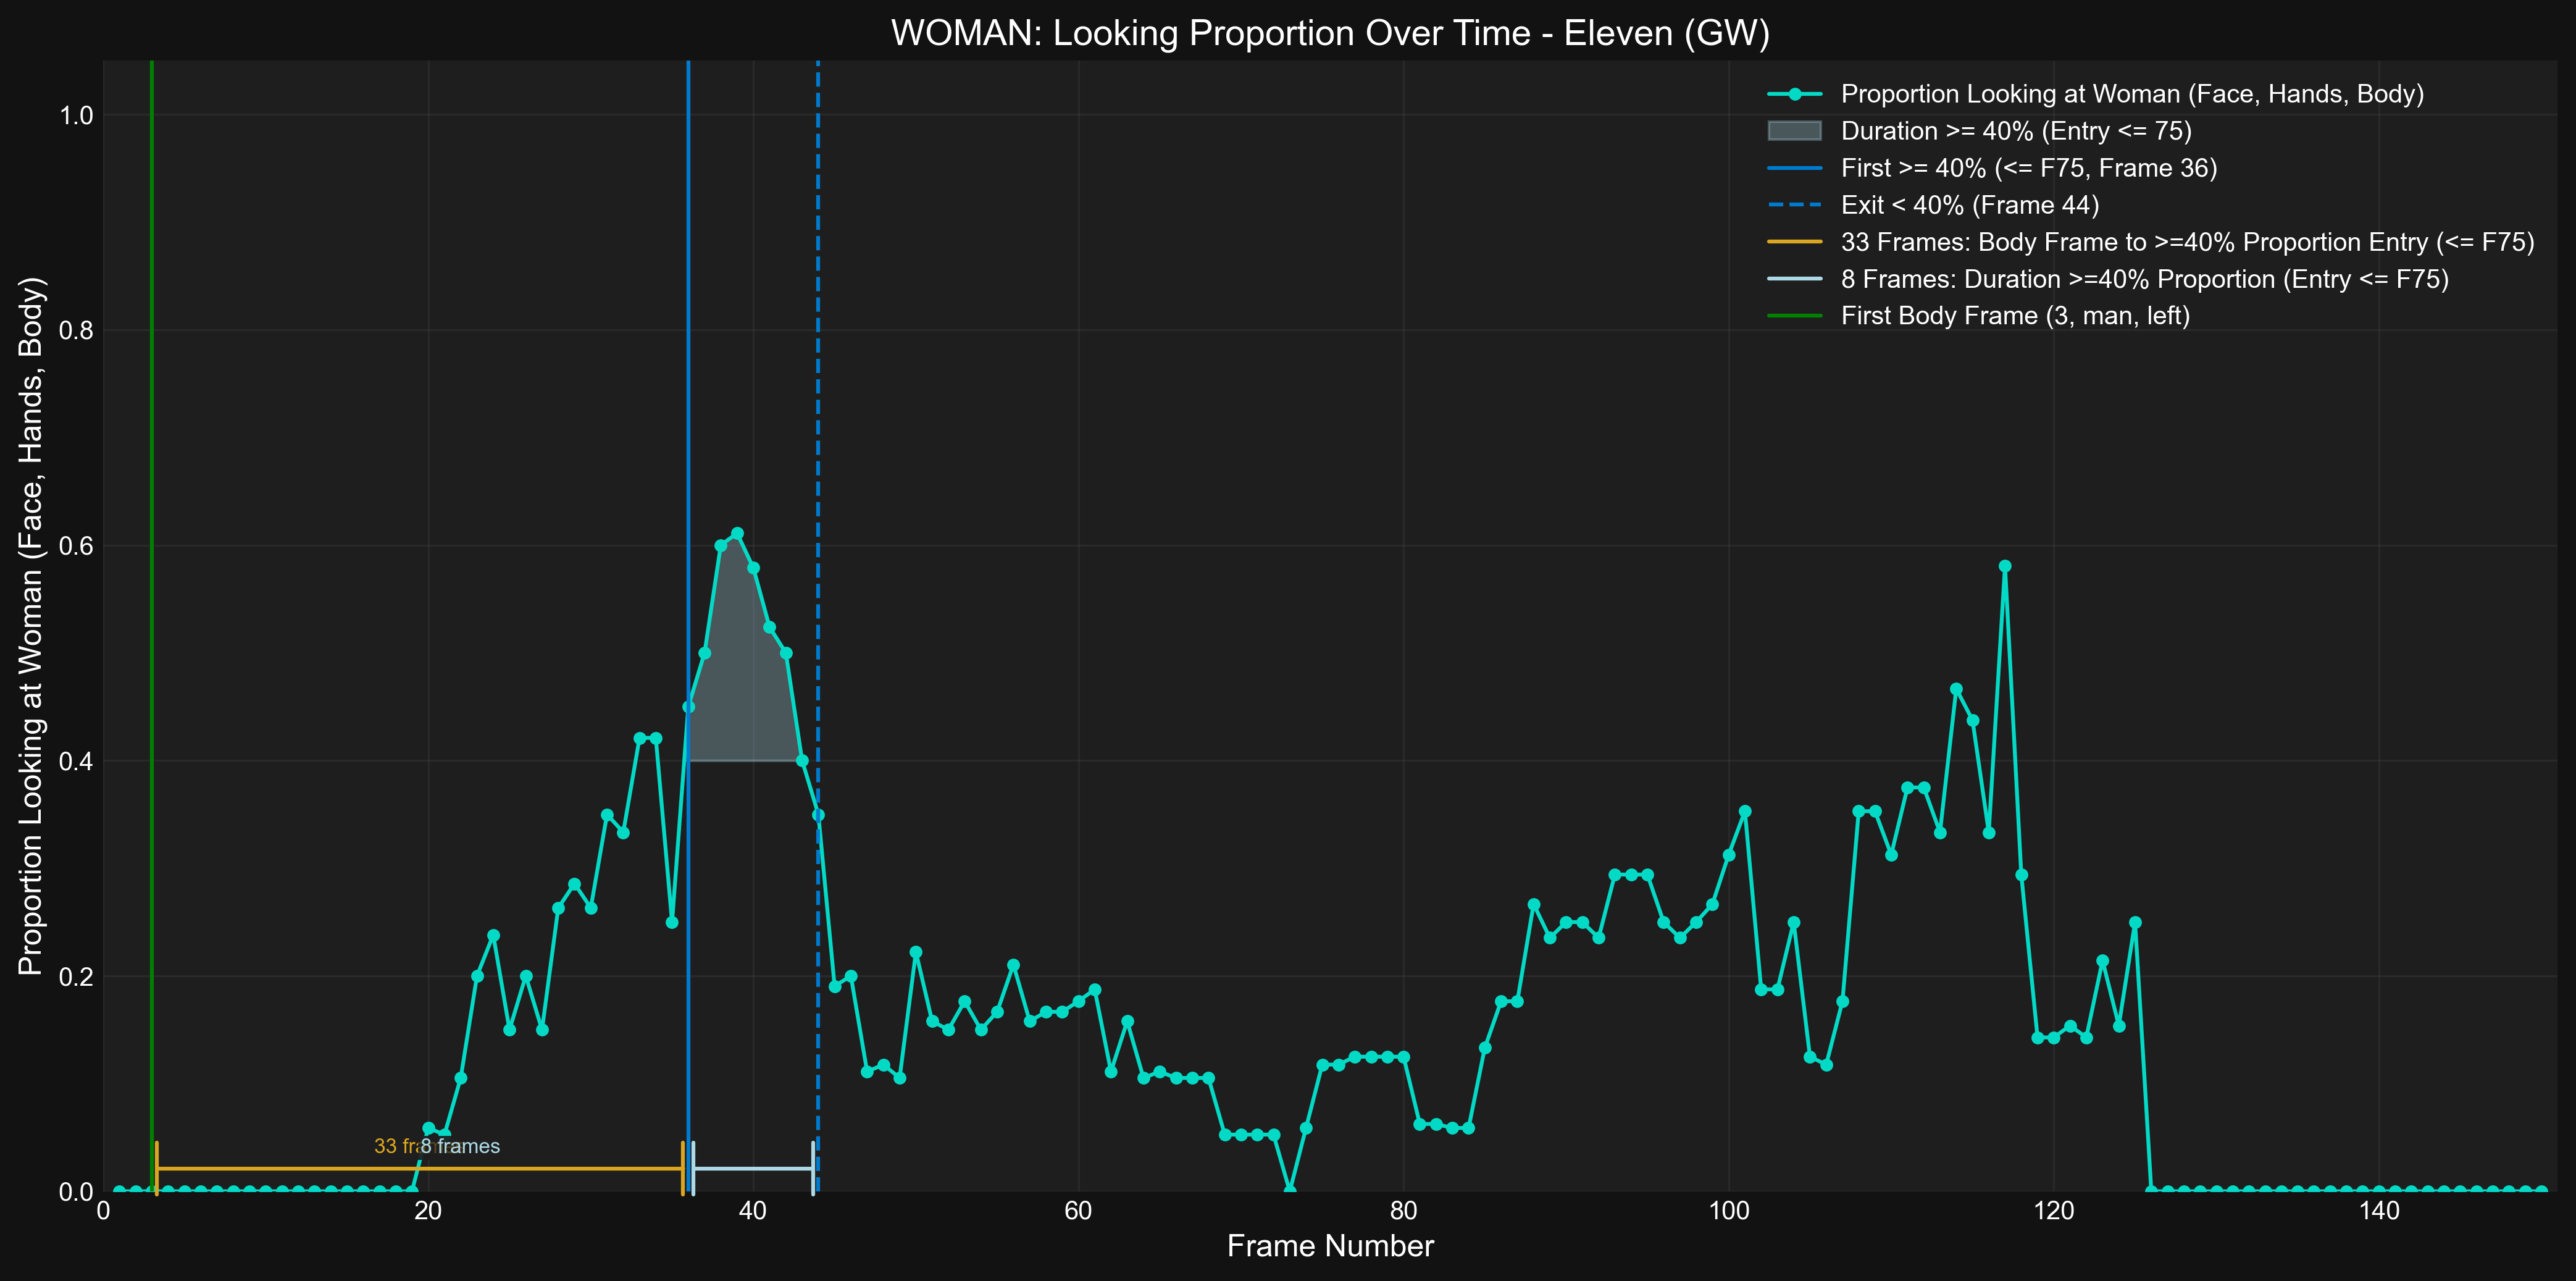 WOMAN: Looking Proportion Over Time - Eleven (GW)
Proportion Looking at Woman (Face, Hands, Body)
1.0
0.8
0.6
0.4
0.2
0.0
Proportion Looking at Woman (Face, Hands, Body)
Duration >= 40% (Entry <= 75)
First >= 40% (<= F75, Frame 36)
Exit < 40% (Frame 44)
33 Frames: Body Frame to >=40% Proportion Entry (<= F75)
8 Frames: Duration >=40% Proportion (Entry <= F75)
First Body Frame (3, man, left)
33 fra
8 frames
0 20 40 60 80 100 120 140
Frame Number